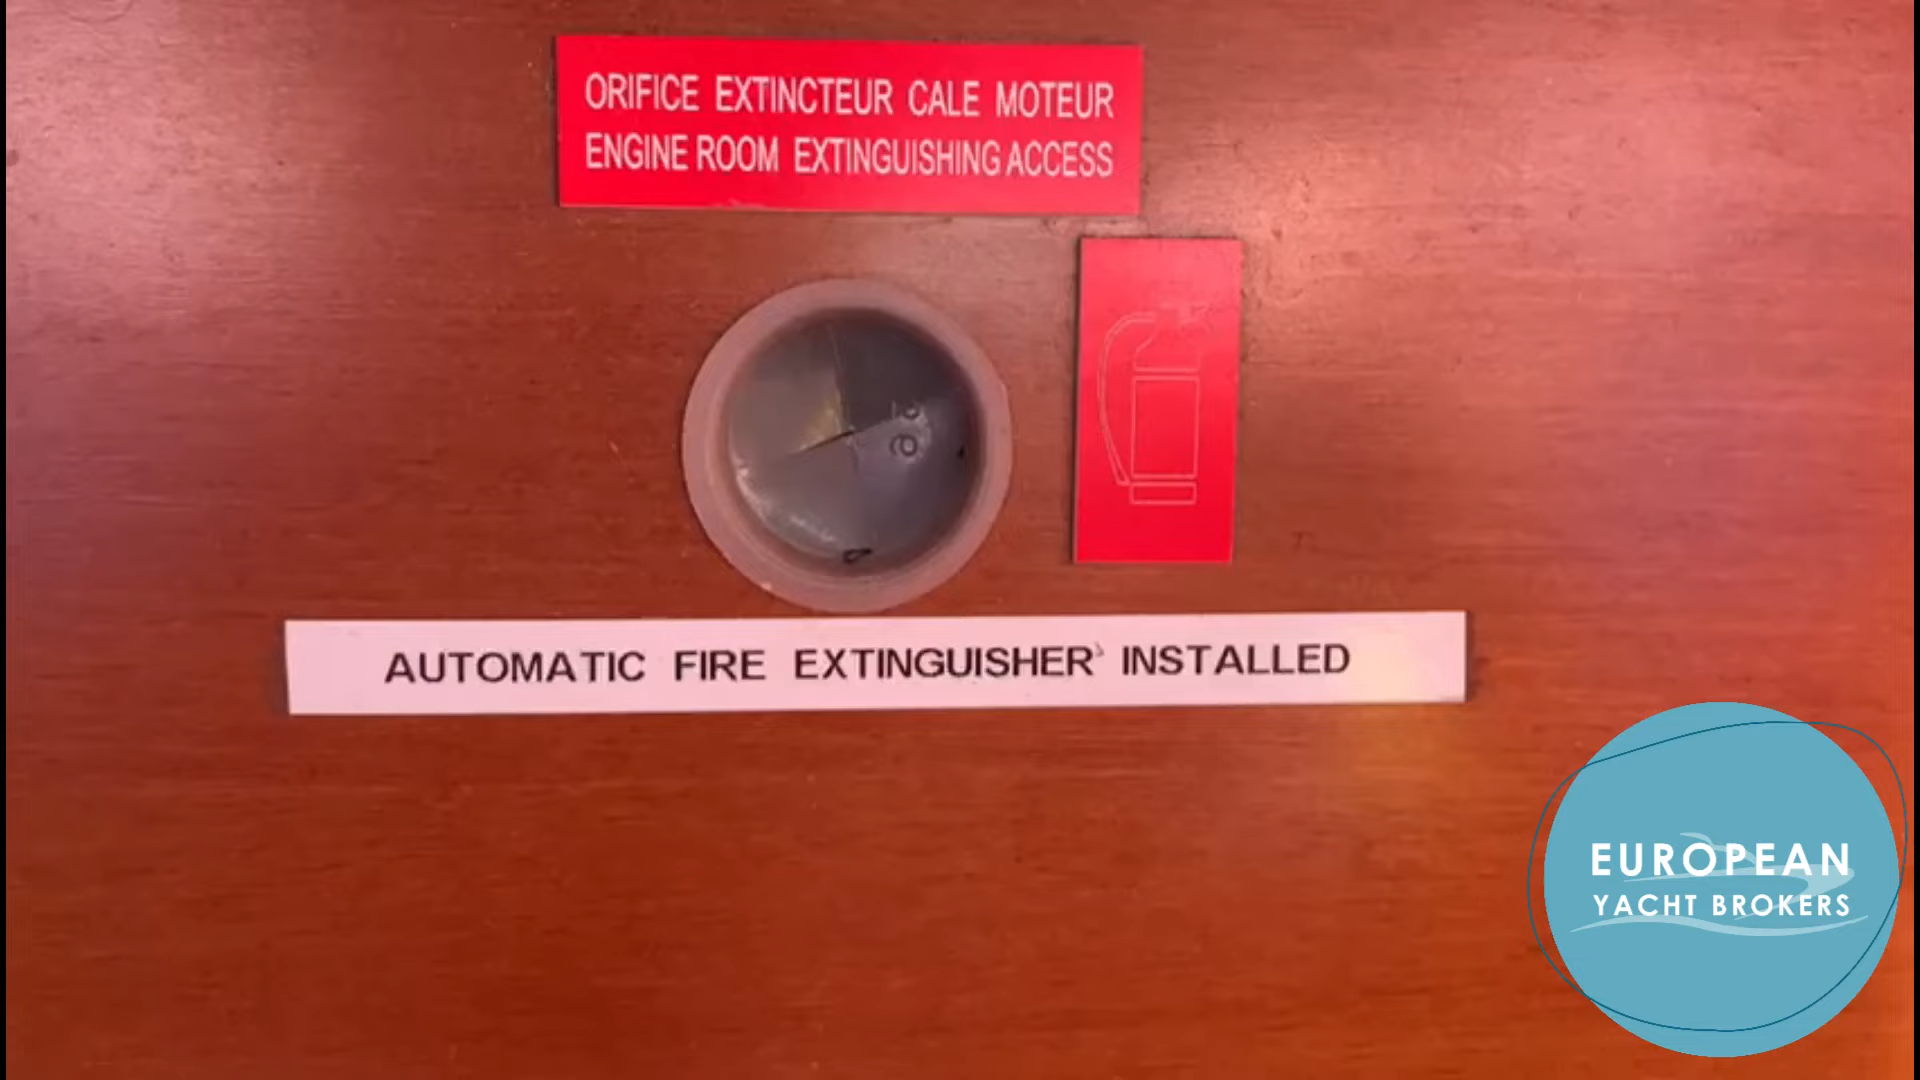 ORIFICE EXTINCTEUR CALE MOTEUR
ENGINE ROOM EXTINGUISHING ACCESS
AUTOMATIC FIRE EXTINGUISHER INSTALLED
EUROPEAN
YACHT BROKERS